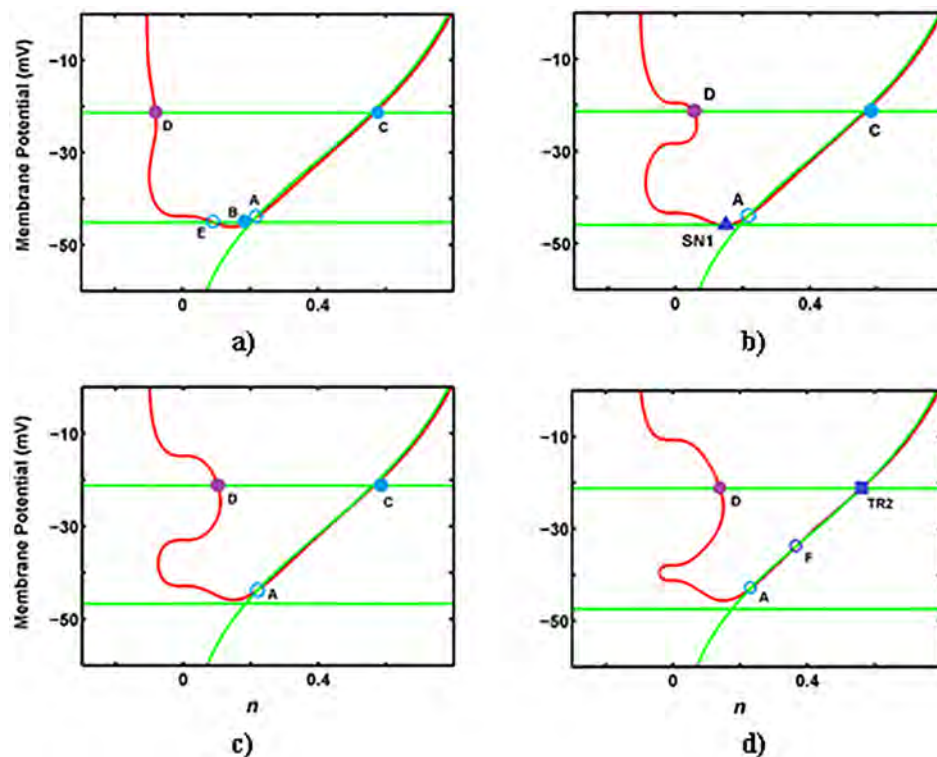 Membrane Potential (mV)
−10
−30
−50
D
C
E
B
A
0
0.4
a)
−10
−30
−50
D
C
A
SN1
0
0.4
b)
Membrane Potential (mV)
−10
−30
−50
D
C
A
0
0.4
n
c)
−10
−30
−50
D
TR2
F
A
0
0.4
n
d)